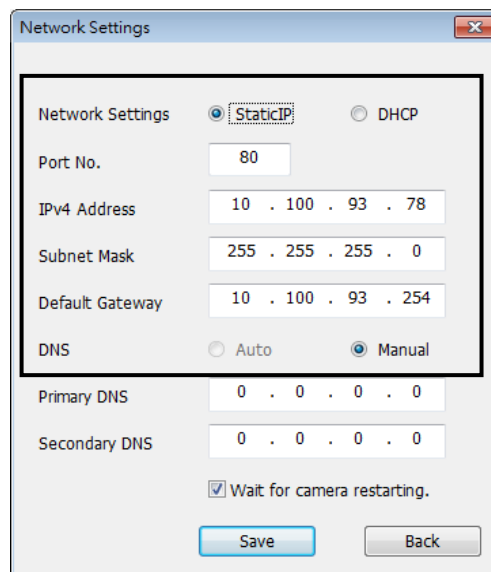 Network Settings
Network Settings StaticIP DHCP
Port No. 80
IPv4 Address 10 . 100 . 93 . 78
Subnet Mask 255 . 255 . 255 . 0
Default Gateway 10 . 100 . 93 . 254
DNS Auto Manual
Primary DNS 0 . 0 . 0 . 0
Secondary DNS 0 . 0 . 0 . 0
Wait for camera restarting.
Save Back